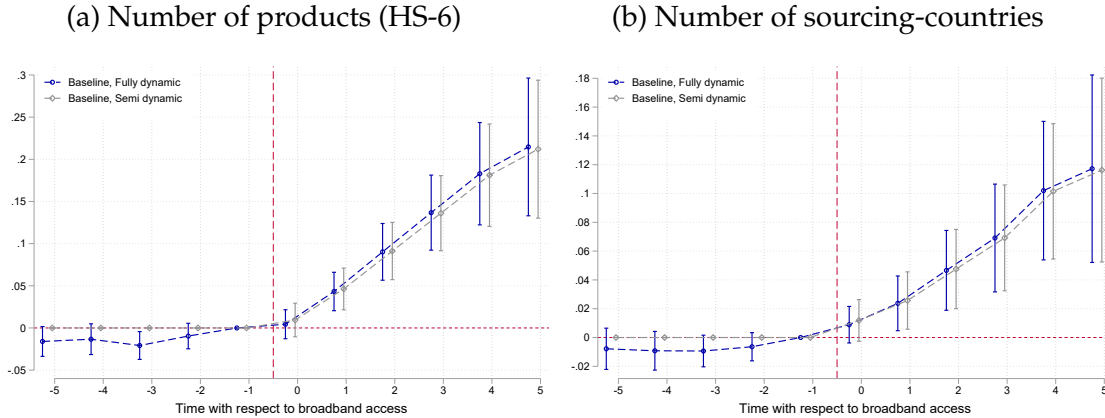 (a) Number of products (HS-6)
Baseline, Fully dynamic
Baseline, Semi dynamic
.3
.25
.2
.15
.1
.05
0
-.05
-5 -4 -3 -2 -1 0 1 2 3 4 5
Time with respect to broadband access
(b) Number of sourcing-countries
Baseline, Fully dynamic
Baseline, Semi dynamic
.18
.16
.14
.12
.1
.08
.06
.04
.02
0
-.02
-5 -4 -3 -2 -1 0 1 2 3 4 5
Time with respect to broadband access